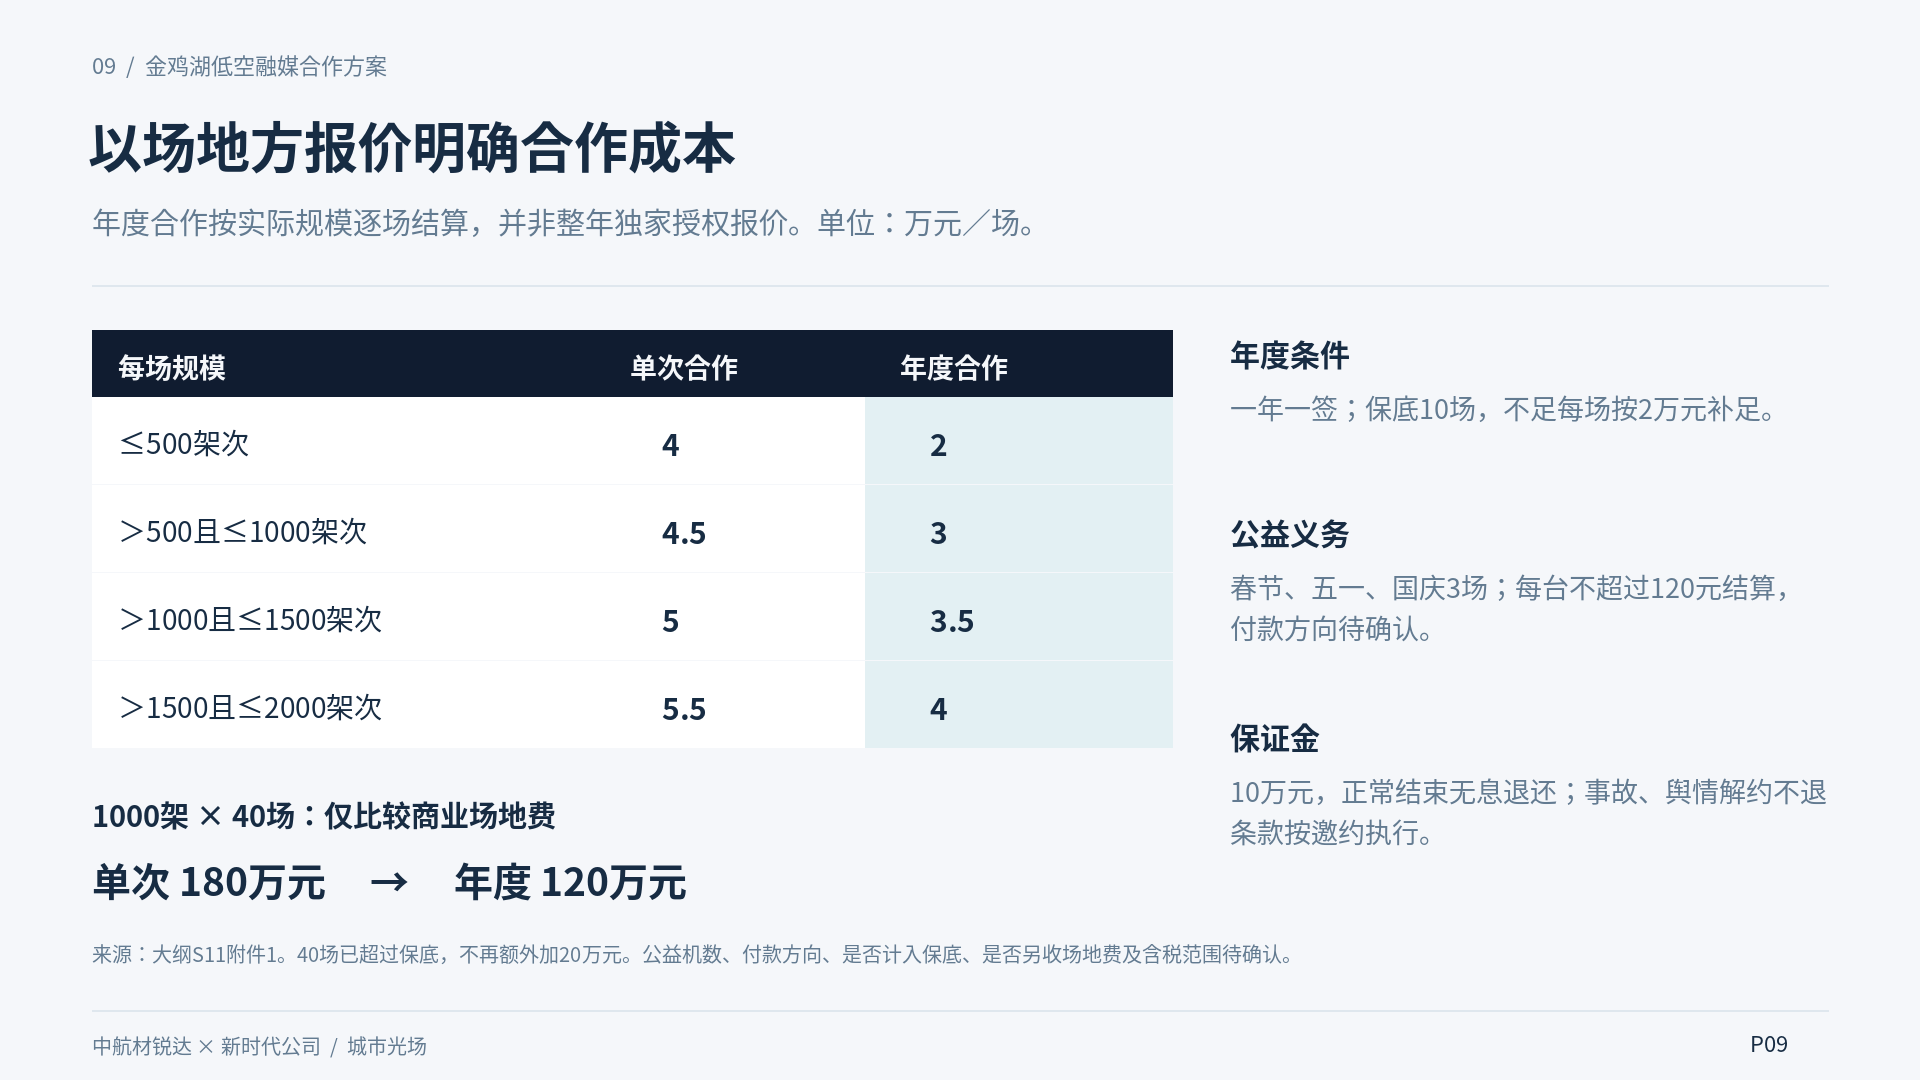 09 / 金鸡湖低空融媒合作方案
以场地方报价明确合作成本
年度合作按实际规模逐场结算，并非整年独家授权报价。单位：万元／场。
每场规模 单次合作 年度合作
≤500架次 4 2
＞500且≤1000架次 4.5 3
＞1000且≤1500架次 5 3.5
＞1500且≤2000架次 5.5 4
1000架 × 40场：仅比较商业场地费
单次 180万元 → 年度 120万元
年度条件
一年一签；保底10场，不足每场按2万元补足。
公益义务
春节、五一、国庆3场；每台不超过120元结算，
付款方向待确认。
保证金
10万元，正常结束无息退还；事故、舆情解约不退
条款按邀约执行。
来源：大纲S11附件1。40场已超过保底，不再额外加20万元。公益机数、付款方向、是否计入保底、是否另收场地费及含税范围待确认。
中航材锐达 × 新时代公司 / 城市光场
P09